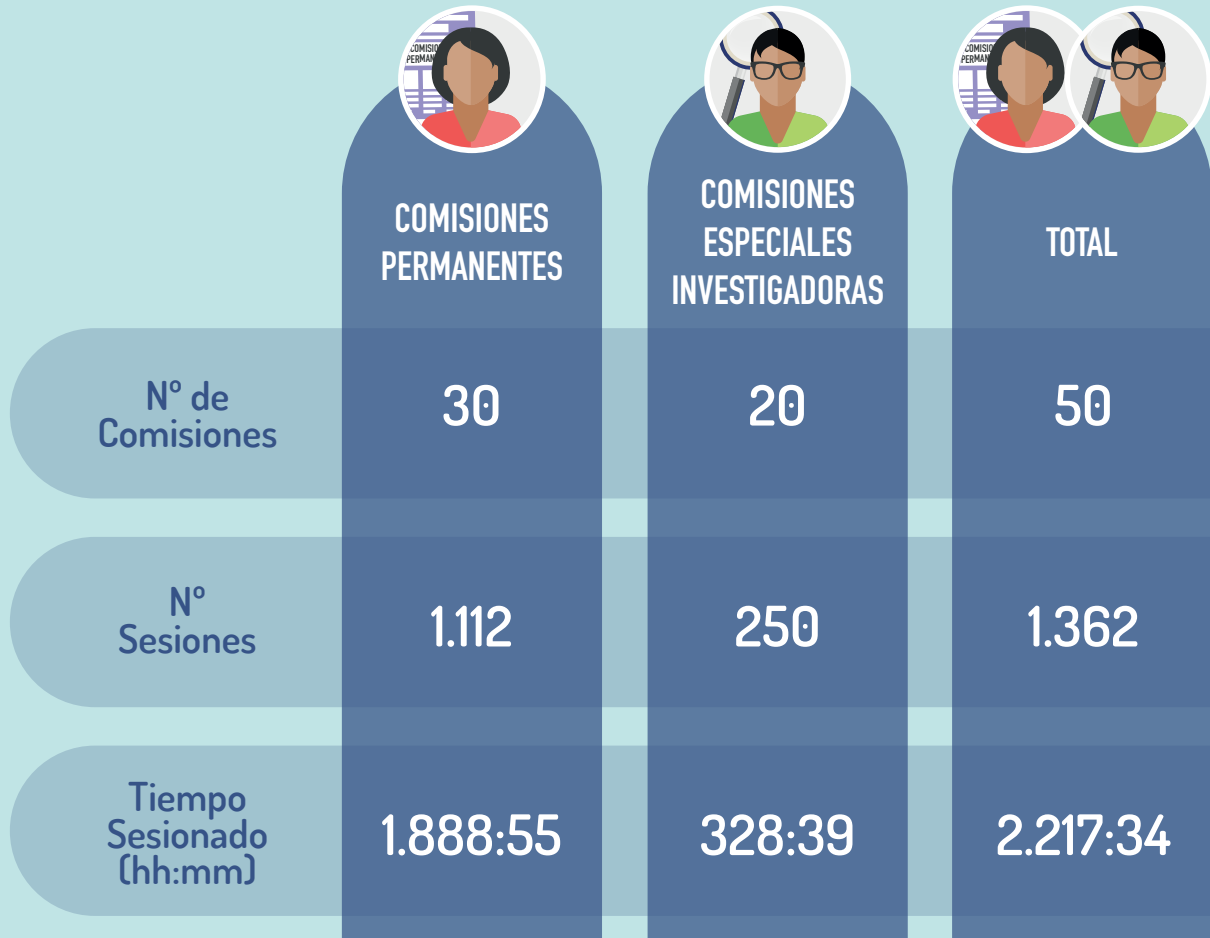 COMISIONES
PERMANENTES
COMISIONES
ESPECIALES
INVESTIGADORAS
TOTAL
Nº de
Comisiones
30
20
50
Nº
Sesiones
1.112
250
1.362
Tiempo
Sesionado
(hh:mm)
1.888:55
328:39
2.217:34